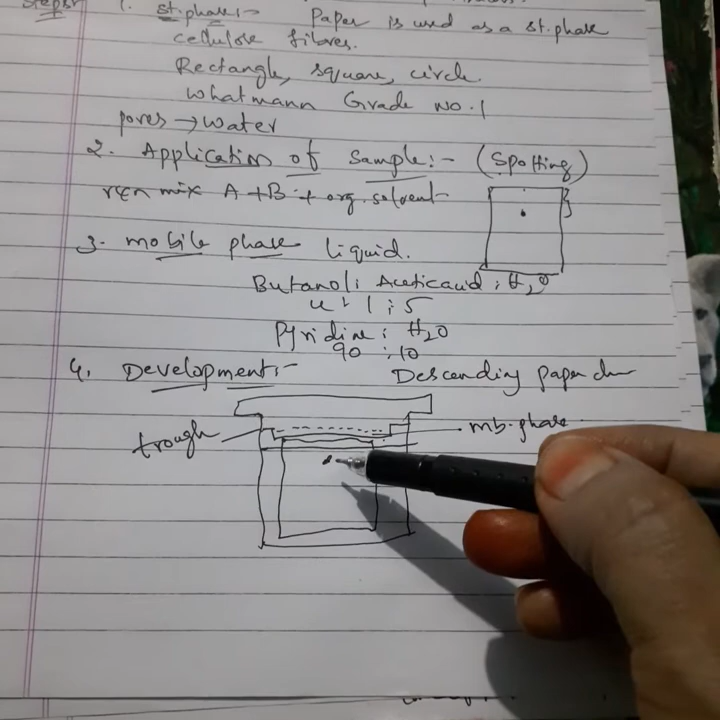 Steps:
1. st.phase:- Paper is used as a st.phase
cellulose fibres.
Rectangle, square, circle.
Whatmann Grade No.1
pores → water
2. Application of Sample:- (Spotting)
rxn mix A + B + org. solvent
3. mobile phase liquid.
Butanol: Aceticacid : H2O
4 : 1 : 5
Pyridine : H2O
90 : 10
4. Development:- Descending paper
trough
mb.phase